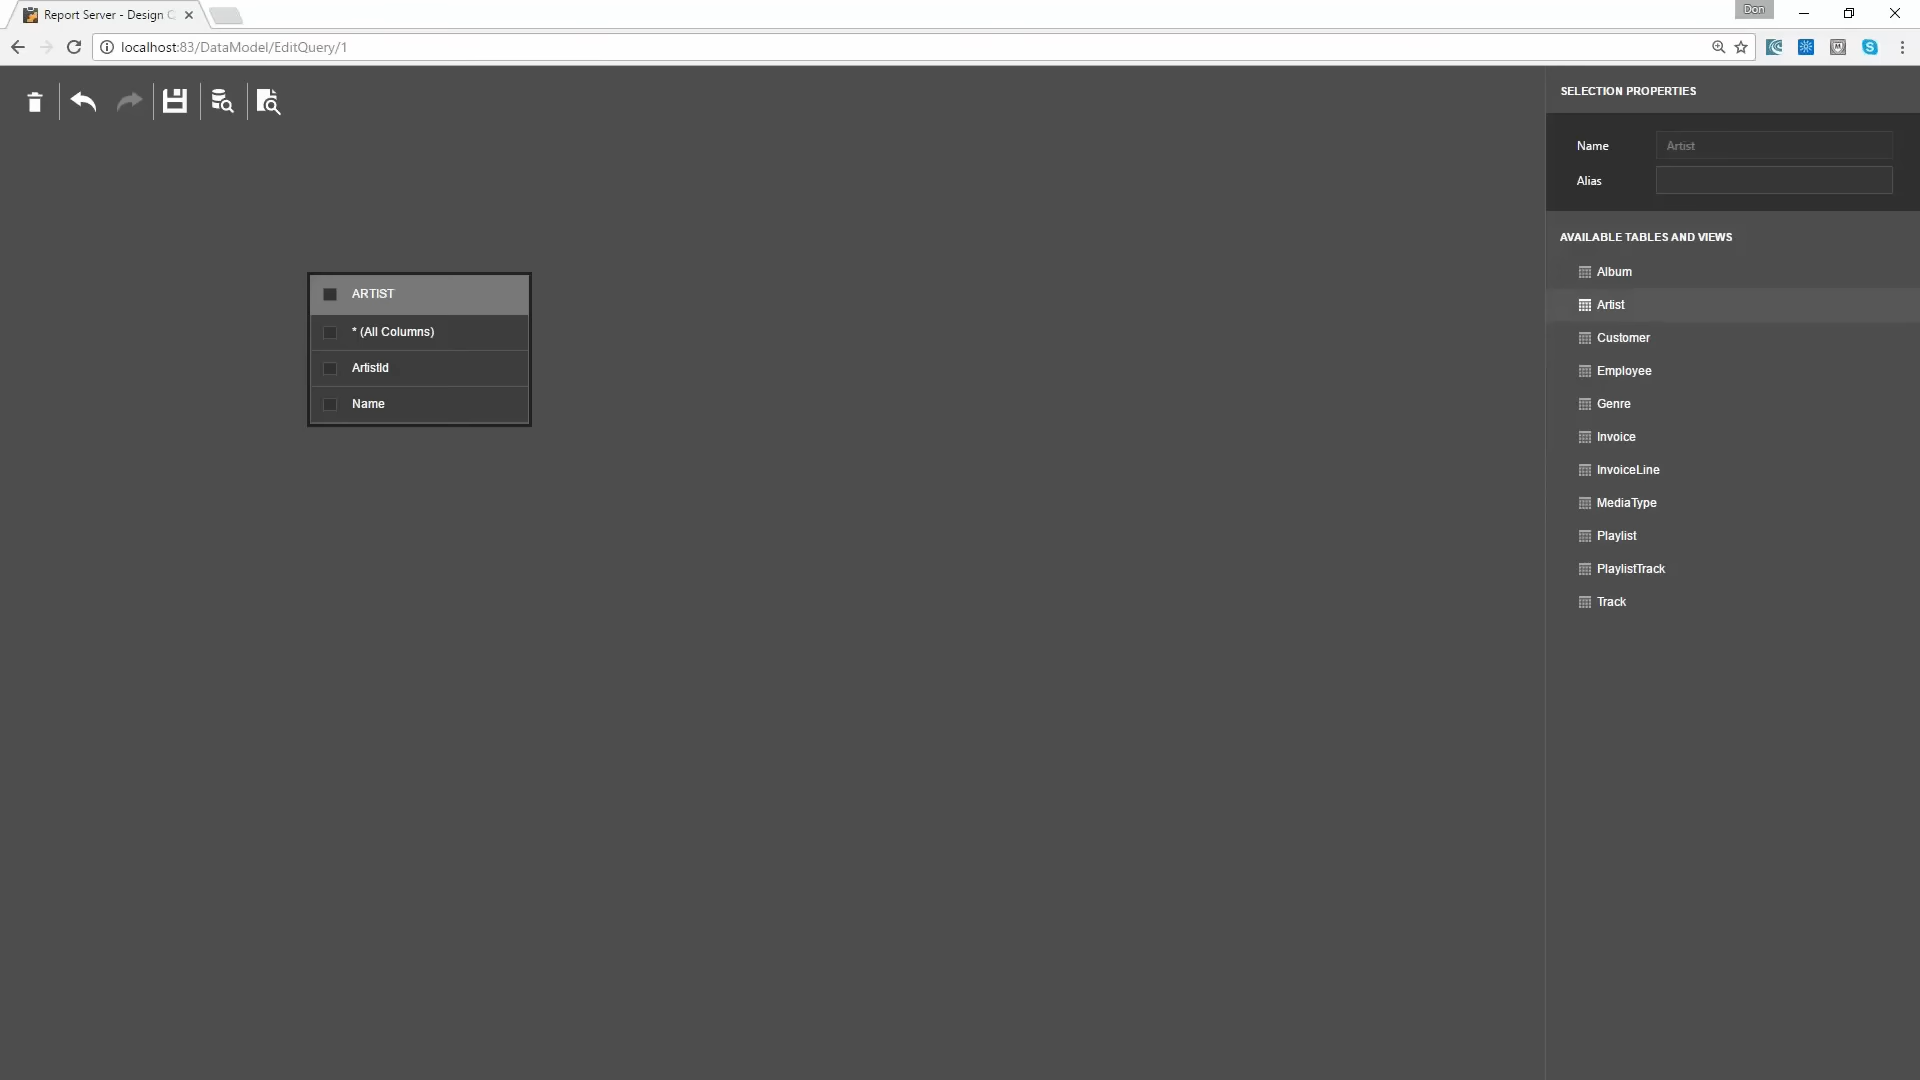 Report Server - Design Q
Don
localhost:83/DataModel/EditQuery/1
SELECTION PROPERTIES
Name
Artist
Alias
AVAILABLE TABLES AND VIEWS
Album
Artist
Customer
Employee
Genre
Invoice
InvoiceLine
MediaType
Playlist
PlaylistTrack
Track
ARTIST
* (All Columns)
ArtistId
Name